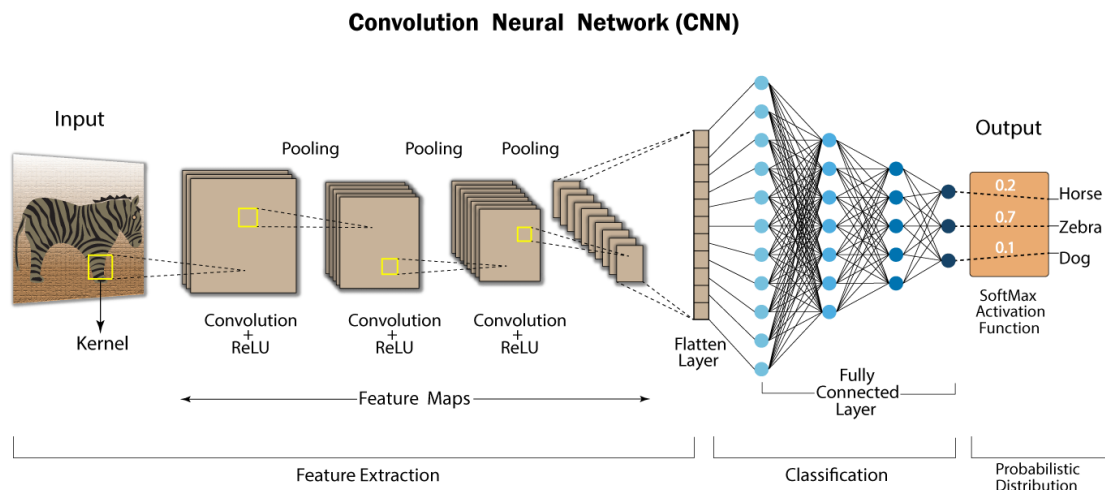 Convolution Neural Network (CNN)
Input
Kernel
Pooling
Pooling
Pooling
Convolution
+
ReLU
Convolution
+
ReLU
Convolution
+
ReLU
Feature Maps
Flatten
Layer
Fully
Connected
Layer
Output
0.2
Horse
0.7
Zebra
0.1
Dog
SoftMax
Activation
Function
Feature Extraction
Classification
Probabilistic
Distribution